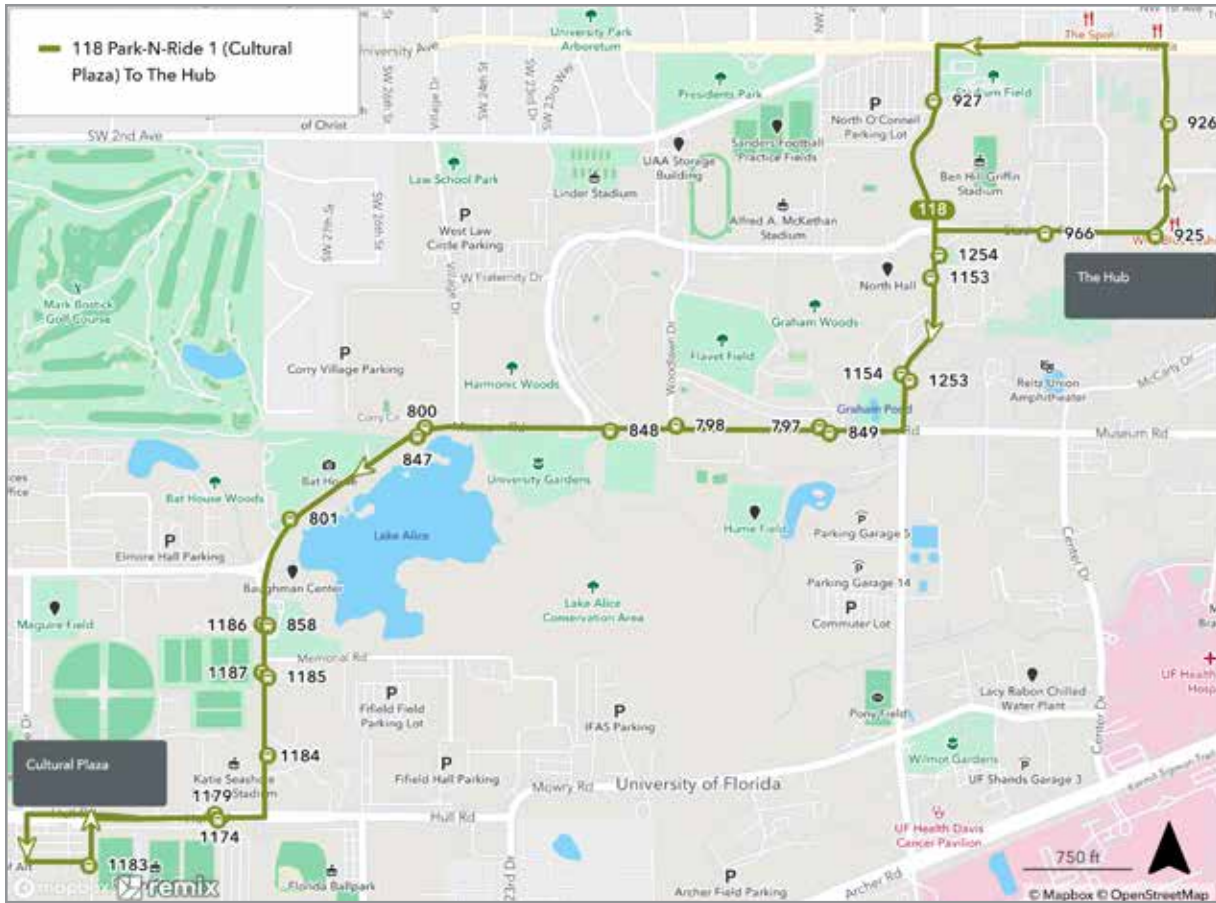 118 Park-N-Ride 1 (Cultural
Plaza) To The Hub
University Park
Arboretum
The Spot
University Ave
SW 26th St
Village Dr
SW 24th St
SW 23rd Way
of Christ
SW 2nd Ave
Presidents Park
North O'Connell
Parking Lot
927
Stadium Field
926
Sanders Football
Practice Fields
UAA Storage
Building
Ben Hill Griffin
Stadium
Law School Park
Linder Stadium
SW 27th St
SW 26th St
West Law
Circle Parking
Alfred A. McKethan
Stadium
118
966
925
1254
The Hub
W Fraternity Dr
Village Dr
North Hall
1153
Mark Bostick
Golf Course
Graham Woods
Woodlawn Dr
Flavet Field
Corry Village Parking
Harmonic Woods
1154
1253
Reitz Union
Amphitheater
McCarty Dr
Graham Pond
800
847
848
798
797
849
Rd
Museum Rd
Bat House
University Gardens
Bat House Woods
801
Lake Alice
Hume Field
Parking Garage 5
Elmore Hall Parking
Baughman Center
Parking Garage 14
Center Dr
Lake Alice
Conservation Area
Commuter Lot
Maguire Field
1186
858
Memorial Rd
1187
1185
Fifield Field
Parking Lot
IFAS Parking
Pony Field
Lacy Rabon Chilled
Water Plant
Center Dr
UF Health
1184
Cultural Plaza
Fifield Hall Parking
Wilmot Gardens
UF Shands Garage 3
Mowry Rd
University of Florida
1179
1174
Hull Rd
UF Health Davis
Cancer Pavilion
1183
Florida Ballpark
23rd Dr
Archer Field Parking
Archer Rd
750 ft
mapbox
remix
© Mapbox © OpenStreetMap